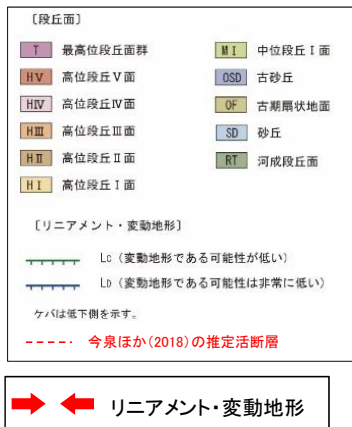 〔段丘面〕
T 最高位段丘面群
HⅤ 高位段丘Ⅴ面
HⅣ 高位段丘Ⅳ面
HⅢ 高位段丘Ⅲ面
HⅡ 高位段丘Ⅱ面
HⅠ 高位段丘Ⅰ面
MⅠ 中位段丘Ⅰ面
OSD 古砂丘
OF 古期扇状地面
SD 砂丘
RT 河成段丘面
〔リニアメント・変動地形〕
LC（変動地形である可能性が低い）
LD（変動地形である可能性は非常に低い）
ケバは低下側を示す。
今泉ほか(2018)の推定活断層
リニアメント・変動地形